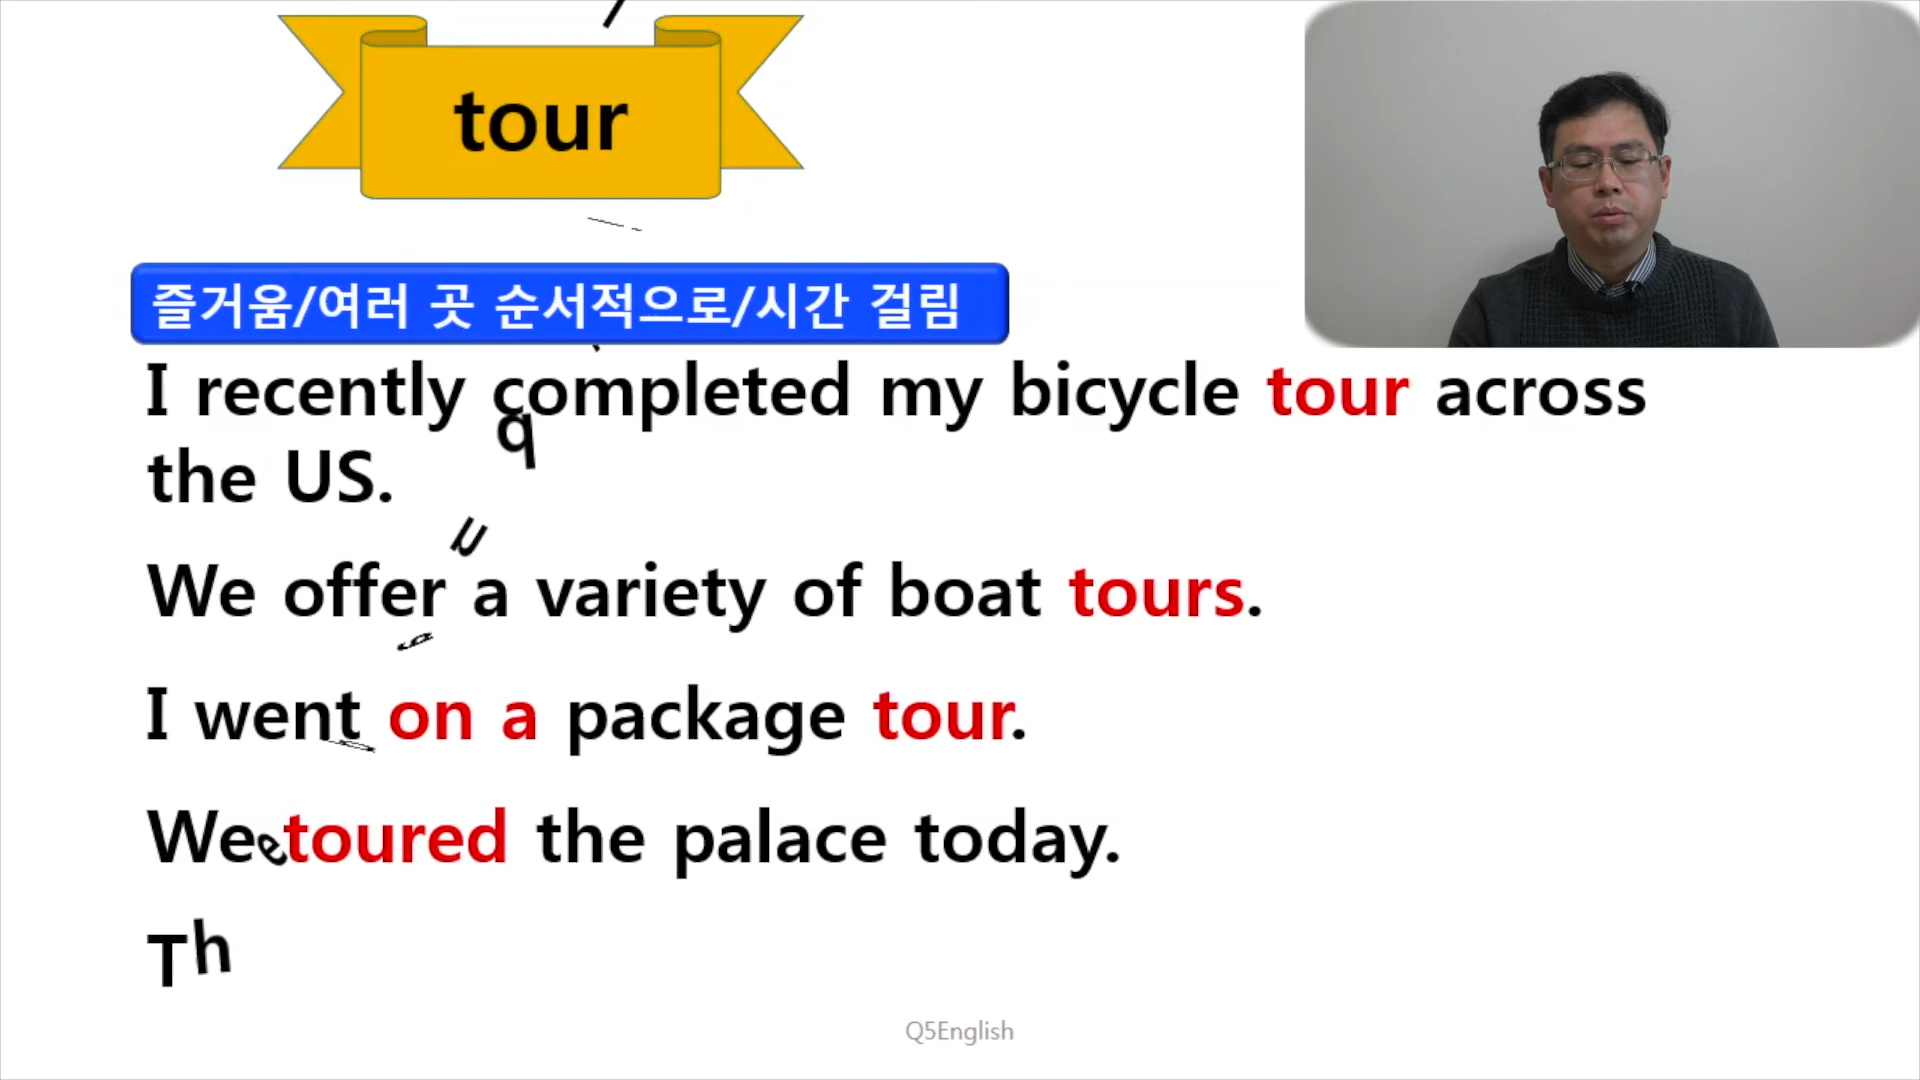 tour
즐거움/여러 곳 순서적으로/시간 걸림
I recently completed my bicycle tour across
the US.
We offer a variety of boat tours.
I went on a package tour.
We toured the palace today.
Th
Q5English